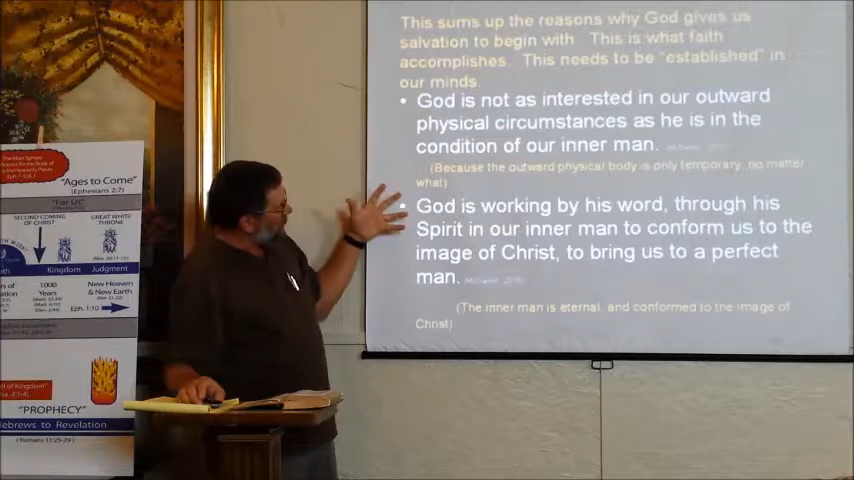 This sums up the reasons why God gives us
salvation to begin with This is what faith
accomplishes. This needs to be "established" in
our minds.
• God is not as interested in our outward
physical circumstances as he is in the
condition of our inner man.
(Because the outward physical body is only temporary, no matter
what)
• God is working by his word, through his
Spirit in our inner man to conform us to the
image of Christ, to bring us to a perfect
man.
(The inner man is eternal and conformed to the image of
Christ)
Ages to Come"
(Ephesians 2:7)
"For Us"
SECOND COMING
OF CHRIST
GREAT WHITE
THRONE
Kingdom
Judgment
1000
Years
New Heaven
& New Earth
Eph. 1:10
of Kingdom"
"PROPHECY"
Hebrews to Revelation
(Romans 11:25-29)